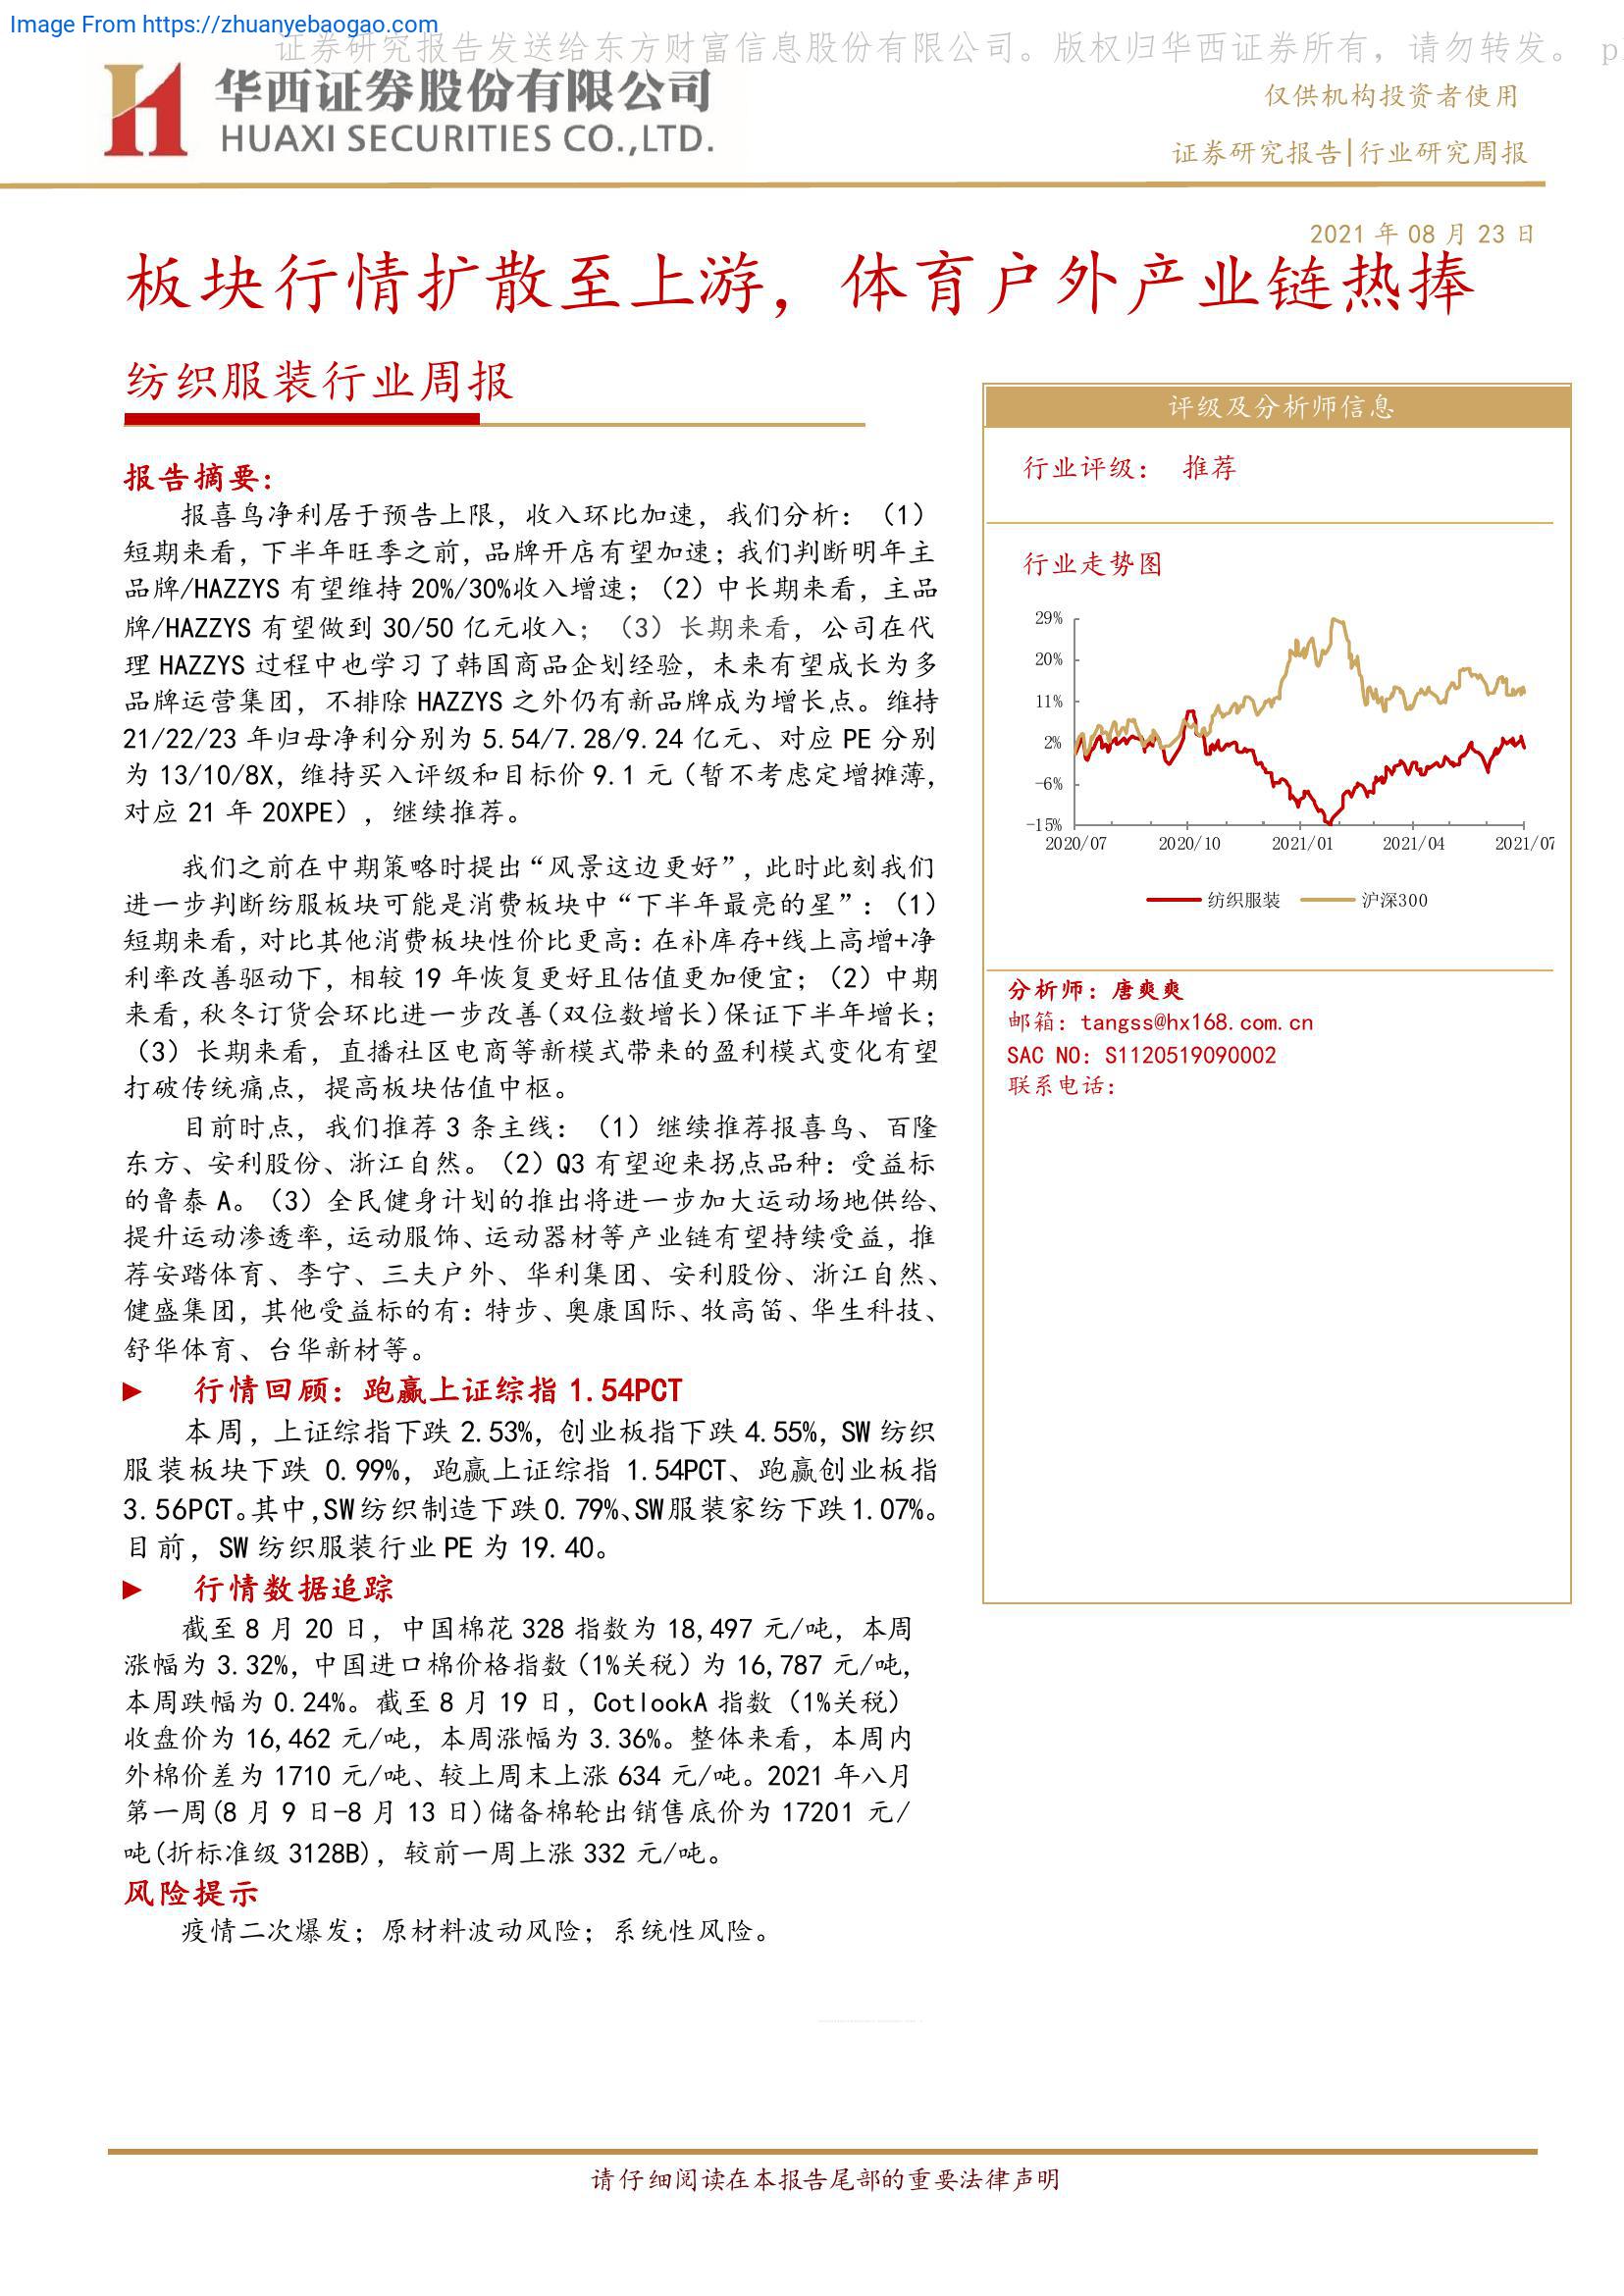 Image From https://zhuanyebaogao.com
证券研究报告发送给东方财富信息股份有限公司。版权归华西证券所有，请勿转发。 p
华西证券股份有限公司
HUAXI SECURITIES CO.,LTD.
仅供机构投资者使用
证券研究报告|行业研究周报
2021 年 08 月 23 日
板块行情扩散至上游，体育户外产业链热捧
纺织服装行业周报
报告摘要：
报喜鸟净利居于预告上限，收入环比加速，我们分析：（1）
短期来看，下半年旺季之前，品牌开店有望加速；我们判断明年主
品牌/HAZZYS 有望维持 20%/30%收入增速；（2）中长期来看，主品
牌/HAZZYS 有望做到 30/50 亿元收入；（3）长期来看，公司在代
理 HAZZYS 过程中也学习了韩国商品企划经验，未来有望成长为多
品牌运营集团，不排除 HAZZYS 之外仍有新品牌成为增长点。维持
21/22/23 年归母净利分别为 5.54/7.28/9.24 亿元、对应 PE 分别
为 13/10/8X，维持买入评级和目标价 9.1 元（暂不考虑定增摊薄，
对应 21 年 20XPE），继续推荐。
我们之前在中期策略时提出“风景这边更好”，此时此刻我们
进一步判断纺服板块可能是消费板块中“下半年最亮的星”：（1）
短期来看，对比其他消费板块性价比更高：在补库存+线上高增+净
利率改善驱动下，相较 19 年恢复更好且估值更加便宜；（2）中期
来看，秋冬订货会环比进一步改善（双位数增长）保证下半年增长；
（3）长期来看，直播社区电商等新模式带来的盈利模式变化有望
打破传统痛点，提高板块估值中枢。
目前时点，我们推荐 3 条主线：（1）继续推荐报喜鸟、百隆
东方、安利股份、浙江自然。（2）Q3 有望迎来拐点品种：受益标
的鲁泰 A。（3）全民健身计划的推出将进一步加大运动场地供给、
提升运动渗透率，运动服饰、运动器材等产业链有望持续受益，推
荐安踏体育、李宁、三夫户外、华利集团、安利股份、浙江自然、
健盛集团，其他受益标的有：特步、奥康国际、牧高笛、华生科技、
舒华体育、台华新材等。
► 行情回顾：跑赢上证综指 1.54PCT
本周，上证综指下跌 2.53%，创业板指下跌 4.55%，SW 纺织
服装板块下跌 0.99%，跑赢上证综指 1.54PCT、跑赢创业板指
3.56PCT。其中，SW 纺织制造下跌 0.79%、SW 服装家纺下跌 1.07%。
目前，SW 纺织服装行业 PE 为 19.40。
► 行情数据追踪
截至 8 月 20 日，中国棉花 328 指数为 18,497 元/吨，本周
涨幅为 3.32%，中国进口棉价格指数（1%关税）为 16,787 元/吨，
本周跌幅为 0.24%。截至 8 月 19 日，CotlookA 指数（1%关税）
收盘价为 16,462 元/吨，本周涨幅为 3.36%。整体来看，本周内
外棉价差为 1710 元/吨、较上周末上涨 634 元/吨。2021 年八月
第一周(8 月 9 日-8 月 13 日)储备棉轮出销售底价为 17201 元/
吨(折标准级 3128B)，较前一周上涨 332 元/吨。
风险提示
疫情二次爆发；原材料波动风险；系统性风险。
评级及分析师信息
行业评级： 推荐
行业走势图
29%
20%
11%
2%
-6%
-15%
2020/07 2020/10 2021/01 2021/04 2021/07
纺织服装 沪深300
分析师：唐爽爽
邮箱：tangss@hx168.com.cn
SAC NO：S1120519090002
联系电话：
请仔细阅读在本报告尾部的重要法律声明